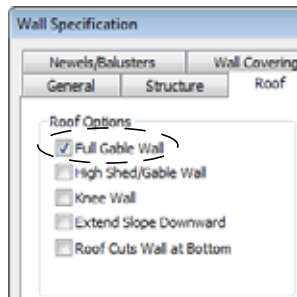 Wall Specification
Newels/Balusters Wall Covering
General Structure Roof
Roof Options
Full Gable Wall
High Shed/Gable Wall
Knee Wall
Extend Slope Downward
Roof Cuts Wall at Bottom